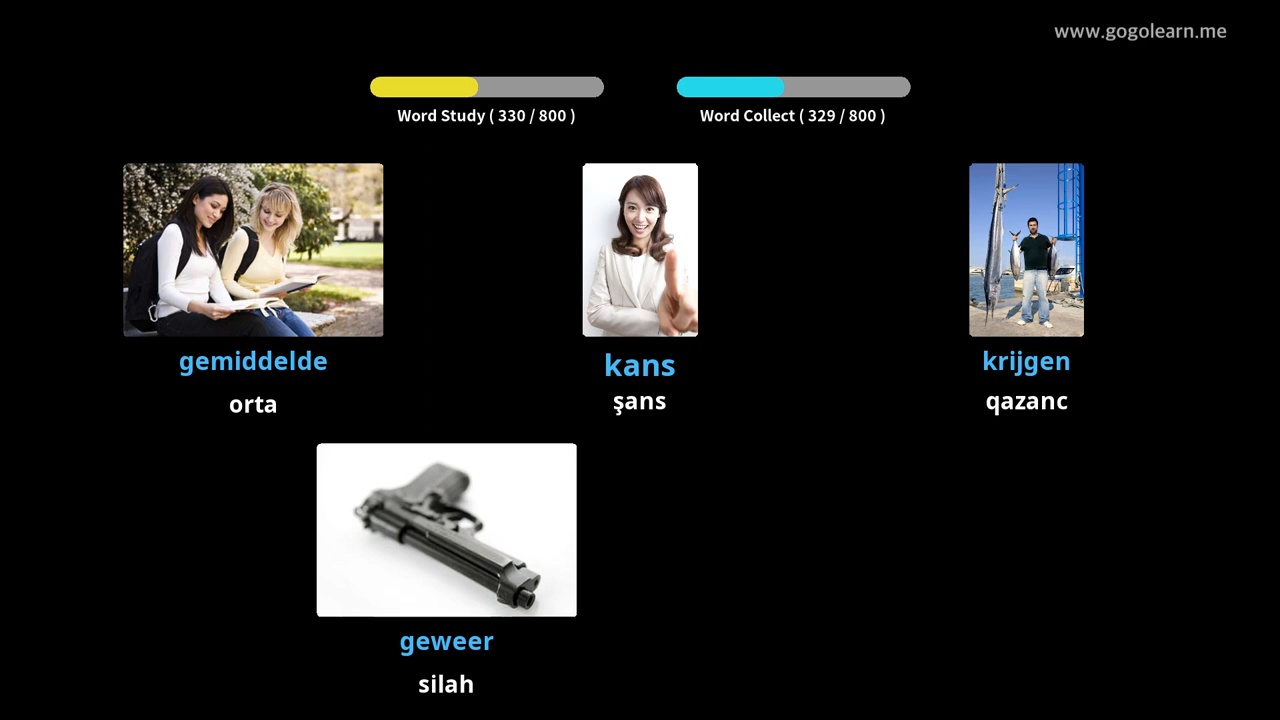 www.gogolearn.me
Word Study ( 330 / 800 )
Word Collect ( 329 / 800 )
gemiddelde
orta
kans
şans
krijgen
qazanc
geweer
silah